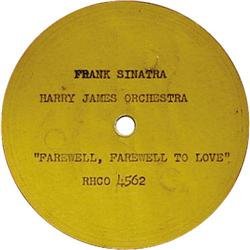 FRANK SINATRA
HARRY JAMES ORCHESTRA
"FAREWELL, FAREWELL TO LOVE"
RHCO 4562